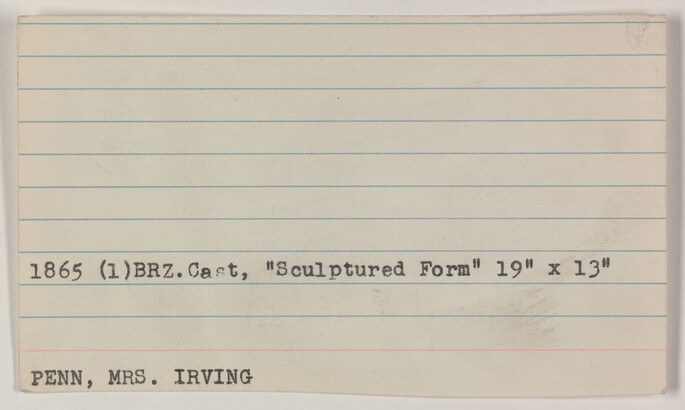 1865 (1)BRZ.Cast, "Sculptured Form" 19" x 13"
PENN, MRS. IRVING